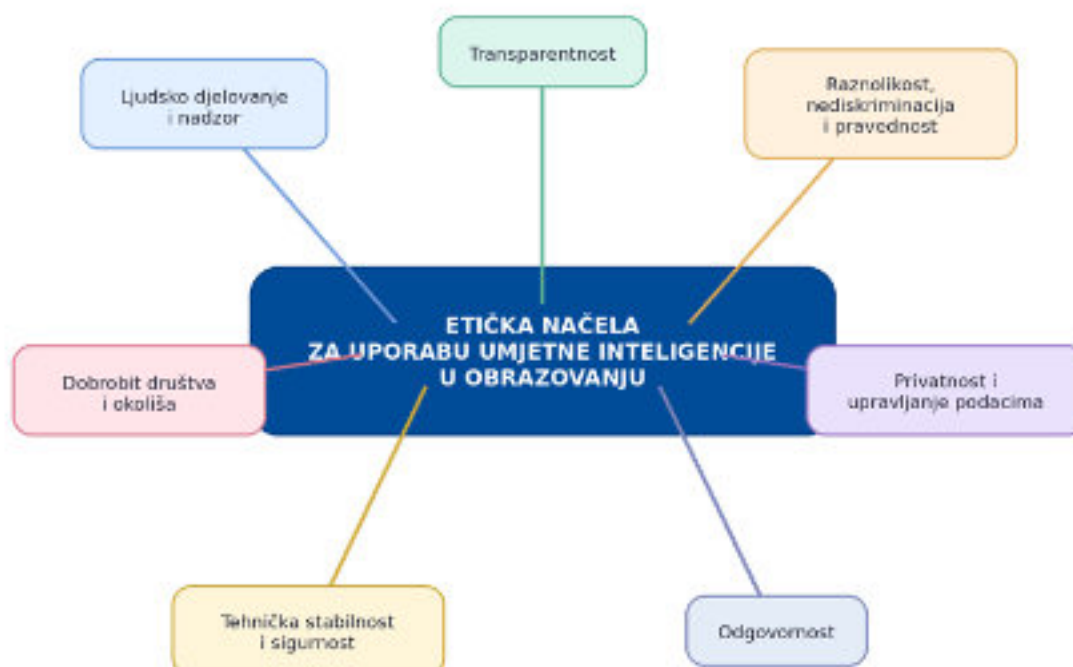 Transparentnost
Ljudsko djelovanje
i nadzor
Raznolikost,
nediskriminacija
i pravednost
ETIČKA NAČELA
ZA UPORABU UMJETNE INTELIGENCIJE
U OBRAZOVANJU
Dobrobit društva
i okoliša
Privatnost i
upravljanje podacima
Tehnička stabilnost
i sigurnost
Odgovornost